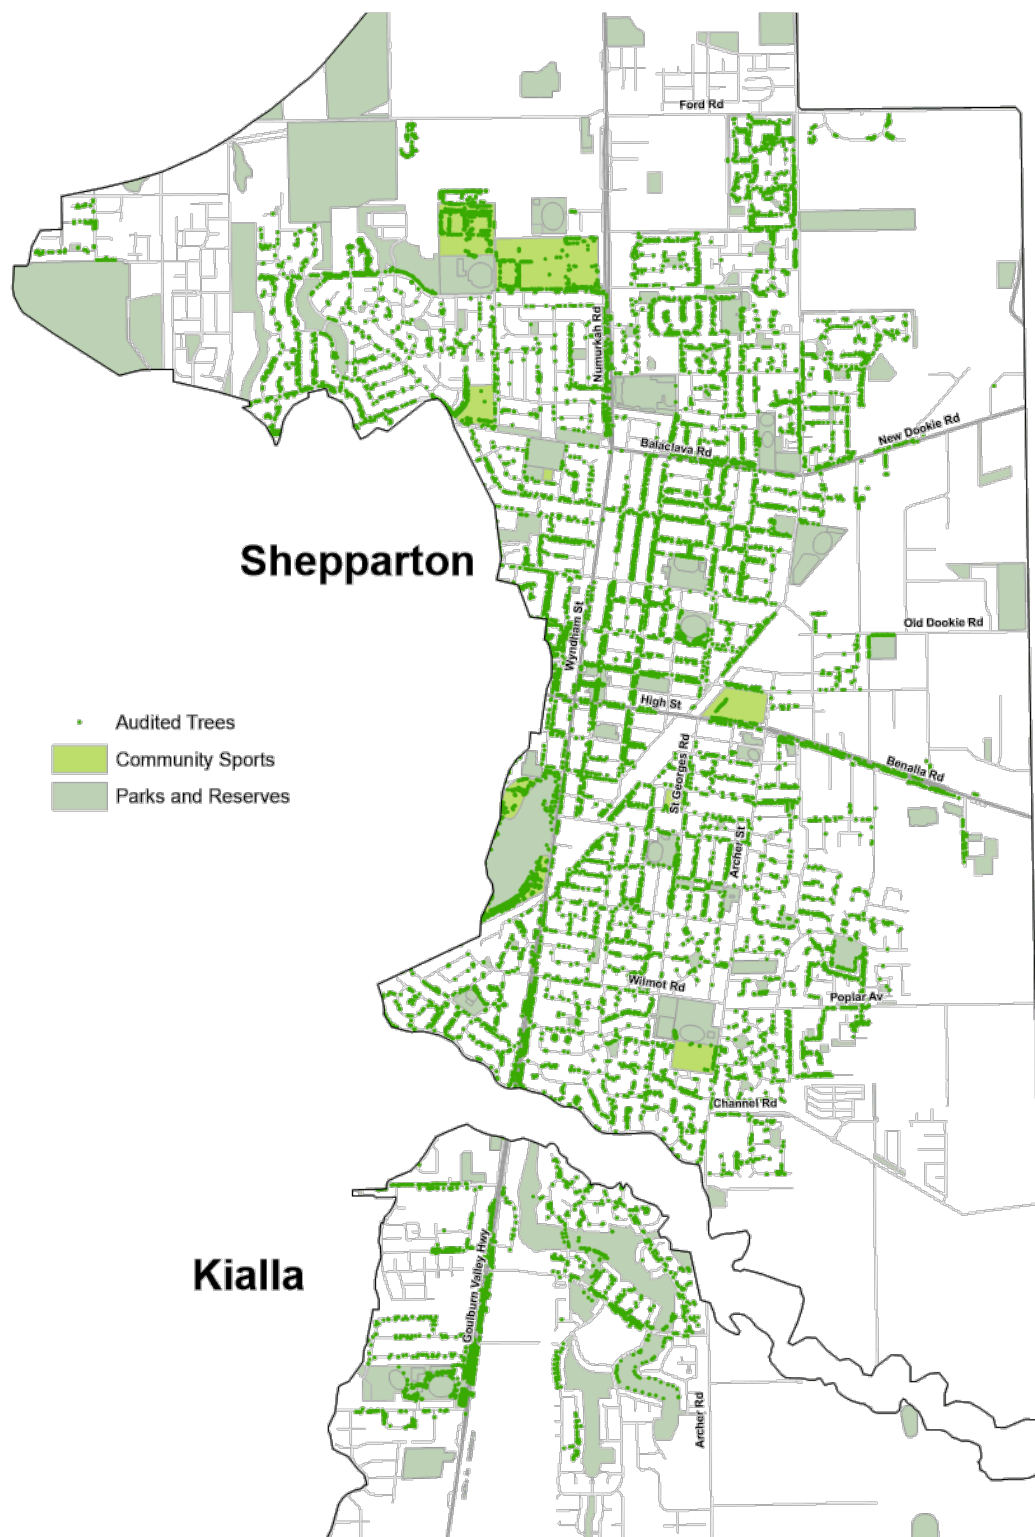 Ford Rd
Numurkah Rd
Balaclava Rd
New Dookie Rd
Shepparton
Wyndham St
Old Dookie Rd
High St
Audited Trees
Community Sports
Parks and Reserves
St Georges Rd
Benalla Rd
Archer St
Wilmot Rd
Poplar Av
Channel Rd
Kialla
Goulburn Valley Hwy
Archer Rd